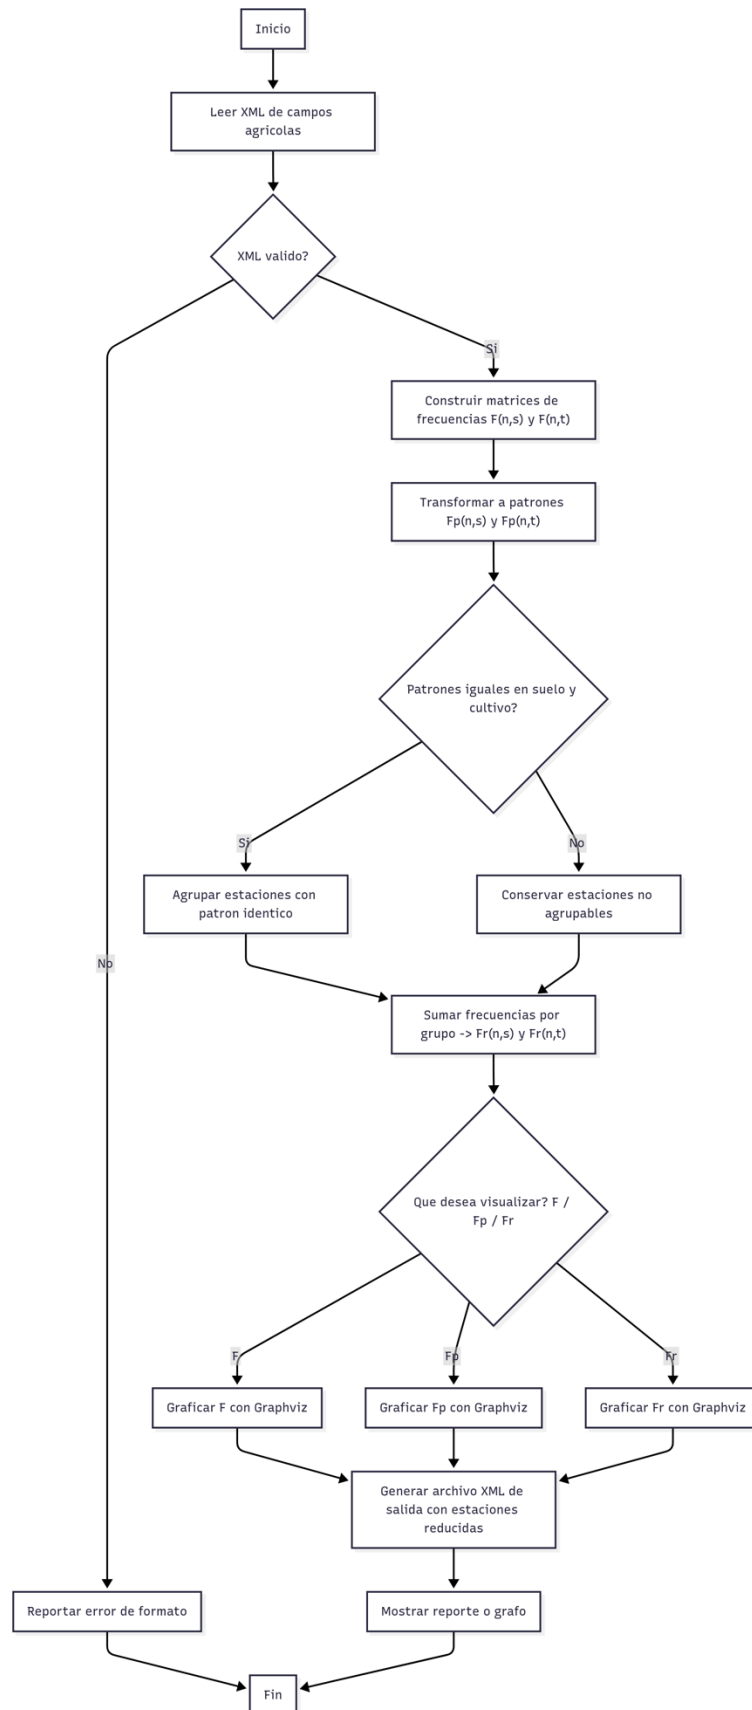 Inicio
Leer XML de campos
agricolas
XML valido?
Si
Construir matrices de
frecuencias F(n,s) y F(n,t)
Transformar a patrones
Fp(n,s) y Fp(n,t)
Patrones iguales en suelo y
cultivo?
Si
No
Agrupar estaciones con
patron identico
Conservar estaciones no
agrupables
No
Sumar frecuencias por
grupo -> Fr(n,s) y Fr(n,t)
Que desea visualizar? F /
Fp / Fr
F
Fp
Fr
Graficar F con Graphviz
Graficar Fp con Graphviz
Graficar Fr con Graphviz
Generar archivo XML de
salida con estaciones
reducidas
Reportar error de formato
Mostrar reporte o grafo
Fin